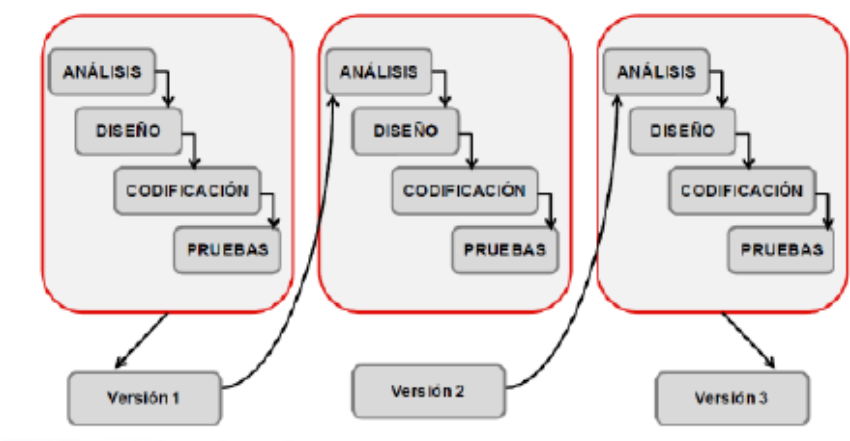 ANÁLISIS
DISEÑO
CODIFICACIÓN
PRUEBAS
ANÁLISIS
DISEÑO
CODIFICACIÓN
PRUEBAS
ANÁLISIS
DISEÑO
CODIFICACIÓN
PRUEBAS
Versión 1
Versión 2
Versión 3